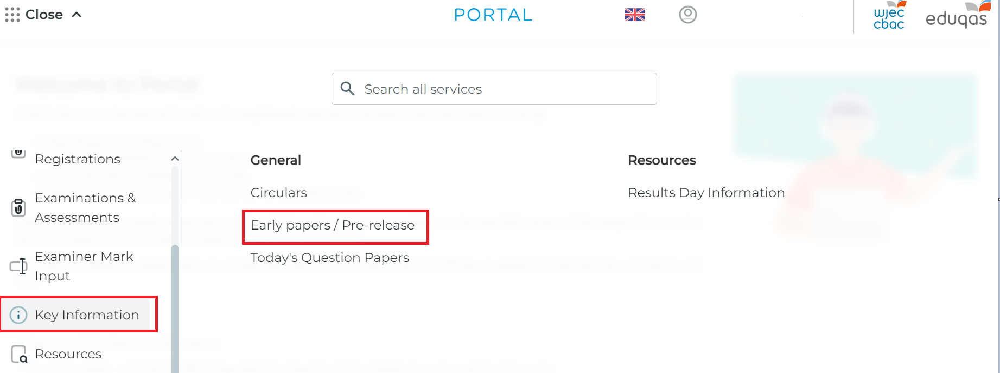 Close
PORTAL
wjec
cbac
eduqas
Search all services
Registrations
Examinations &
Assessments
Examiner Mark
Input
Key Information
Resources
General
Circulars
Early papers / Pre-release
Today's Question Papers
Resources
Results Day Information